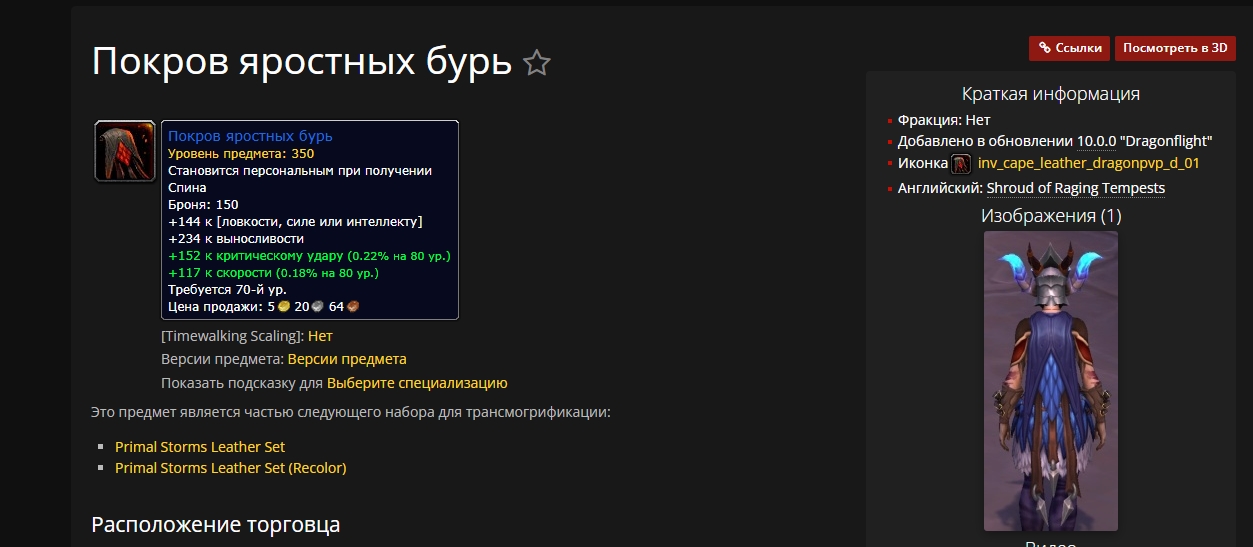 Покров яростных бурь
Ссылки
Посмотреть в 3D
Покров яростных бурь
Уровень предмета: 350
Становится персональным при получении
Спина
Броня: 150
+144 к [ловкости, силе или интеллекту]
+234 к выносливости
+152 к критическому удару (0.22% на 80 ур.)
+117 к скорости (0.18% на 80 ур.)
Требуется 70-й ур.
Цена продажи: 5 20 64
[Timewalking Scaling]: Нет
Версии предмета: Версии предмета
Показать подсказку для Выберите специализацию
Это предмет является частью следующего набора для трансмогрификации:
Primal Storms Leather Set
Primal Storms Leather Set (Recolor)
Расположение торговца
Краткая информация
Фракция: Нет
Добавлено в обновлении 10.0.0 "Dragonflight"
Иконка inv_cape_leather_dragonpvp_d_01
Английский: Shroud of Raging Tempests
Изображения (1)